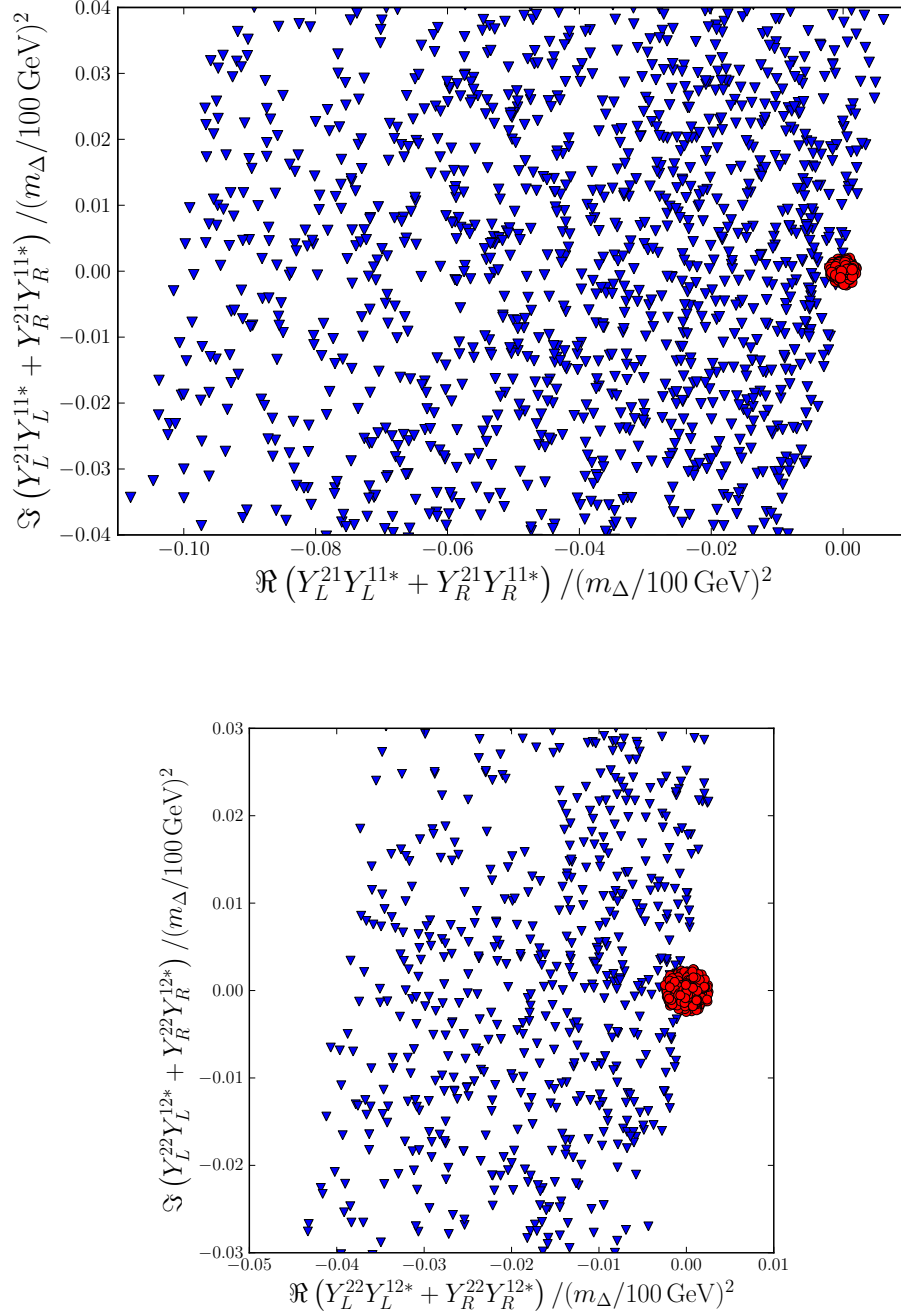 ℑ (Y_L^{21} Y_L^{11*} + Y_R^{21} Y_R^{11*}) /(m_Δ/100 GeV)^2
0.04
0.03
0.02
0.01
0.00
−0.01
−0.02
−0.03
−0.04
−0.10 −0.08 −0.06 −0.04 −0.02 0.00
ℜ (Y_L^{21} Y_L^{11*} + Y_R^{21} Y_R^{11*}) /(m_Δ/100 GeV)^2
ℑ (Y_L^{22} Y_L^{12*} + Y_R^{22} Y_R^{12*}) /(m_Δ/100 GeV)^2
0.03
0.02
0.01
0.00
−0.01
−0.02
−0.03
−0.05 −0.04 −0.03 −0.02 −0.01 0.00 0.01
ℜ (Y_L^{22} Y_L^{12*} + Y_R^{22} Y_R^{12*}) /(m_Δ/100 GeV)^2